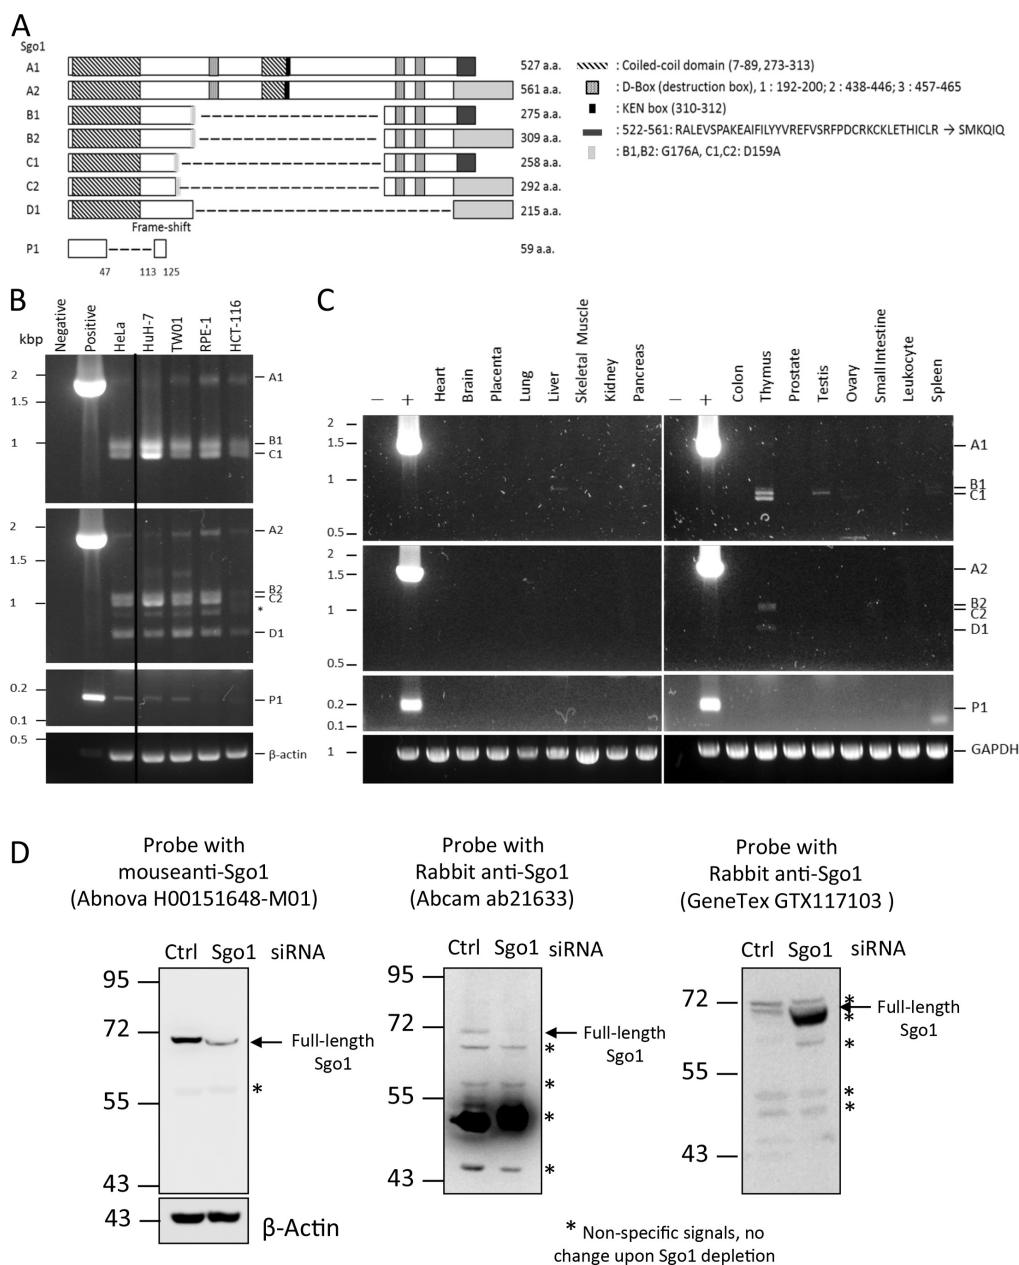 A
Sgo1
A1 527 a.a.
A2 561 a.a.
B1 275 a.a.
B2 309 a.a.
C1 258 a.a.
C2 292 a.a.
D1 215 a.a.
Frame-shift
P1 59 a.a.
47 113 125
: Coiled-coil domain (7-89, 273-313)
: D-Box (destruction box), 1 : 192-200; 2 : 438-446; 3 : 457-465
: KEN box (310-312)
: 522-561: RALEVSPAKEAIFILYYVREFVSRFPDCRKCKLETHICLR → SMKQIQ
: B1,B2: G176A, C1,C2: D159A
B
kbp
Negative
Positive
HeLa
HuH-7
TW01
RPE-1
HCT-116
2
1.5
1
A1
B1
C1
2
1.5
1
A2
B2
C2
*
D1
0.2
0.1
P1
0.5
β-actin
C
–
+
Heart
Brain
Placenta
Lung
Liver
Skeletal Muscle
Kidney
Pancreas
–
+
Colon
Thymus
Prostate
Testis
Ovary
Small Intestine
Leukocyte
Spleen
2
1.5
1
0.5
A1
B1
C1
2
1.5
1
0.5
A2
B2
C2
D1
0.2
0.1
P1
1
GAPDH
D
Probe with
mouseanti-Sgo1
(Abnova H00151648-M01)
Ctrl Sgo1 siRNA
95
72
55
43
Full-length
Sgo1
*
43
β-Actin
Probe with
Rabbit anti-Sgo1
(Abcam ab21633)
Ctrl Sgo1 siRNA
95
72
55
43
Full-length
Sgo1
*
*
*
*
Probe with
Rabbit anti-Sgo1
(GeneTex GTX117103 )
Ctrl Sgo1 siRNA
72
55
43
Full-length
Sgo1
*
*
*
*
*
* Non-specific signals, no
change upon Sgo1 depletion